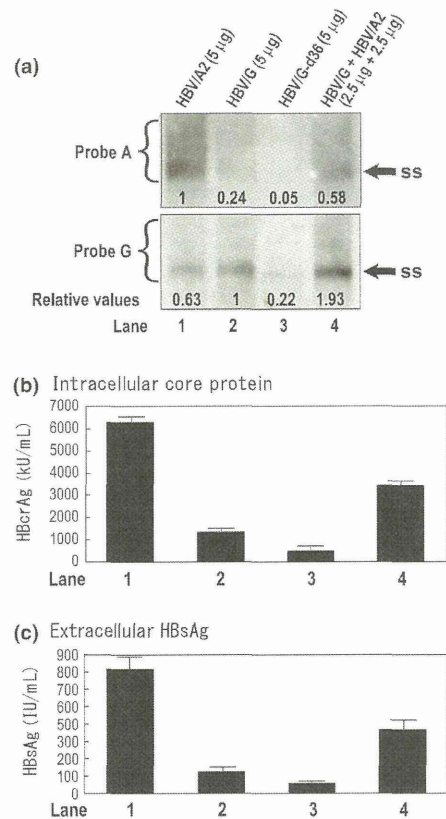 (a)
HBV/A2 (5 µg)
HBV/G (5 µg)
HBV/G-d36 (5 µg)
HBV/G + HBV/A2
(2.5 µg + 2.5 µg)
Probe A
ss
1 0.24 0.05 0.58
Probe G
ss
Relative values 0.63 1 0.22 1.93
Lane 1 2 3 4
(b) Intracellular core protein
HBcrAg (kU/mL)
7000
6000
5000
4000
3000
2000
1000
0
Lane 1 2 3 4
(c) Extracellular HBsAg
HBsAg (IU/mL)
900
800
700
600
500
400
300
200
100
0
Lane 1 2 3 4